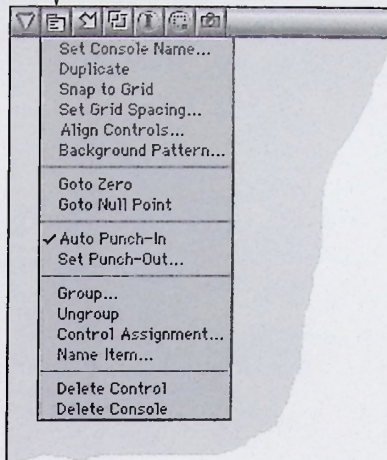 Set Console Name...
Duplicate
Snap to Grid
Set Grid Spacing...
Align Controls...
Background Pattern...
Goto Zero
Goto Null Point
✓Auto Punch-In
Set Punch-Out...
Group...
Ungroup
Control Assignment...
Name Item...
Delete Control
Delete Console